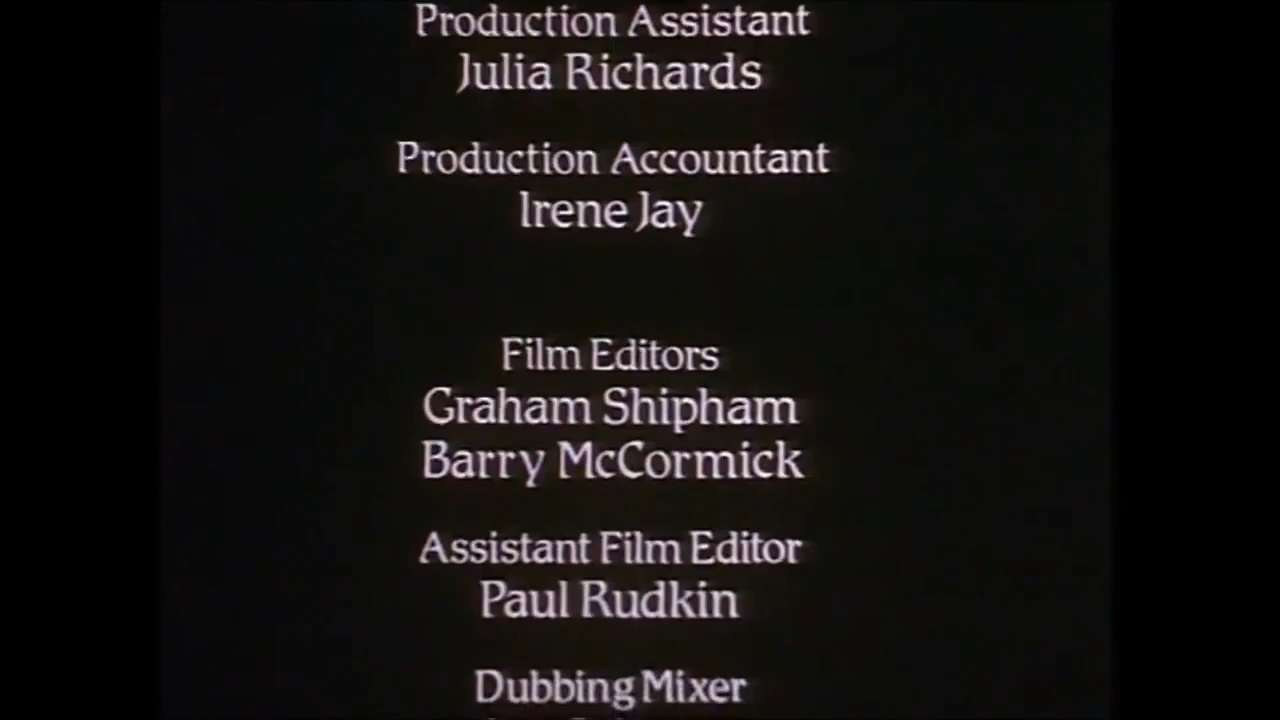 Production Assistant
Julia Richards
Production Accountant
Irene Jay
Film Editors
Graham Shipham
Barry McCormick
Assistant Film Editor
Paul Rudkin
Dubbing Mixer